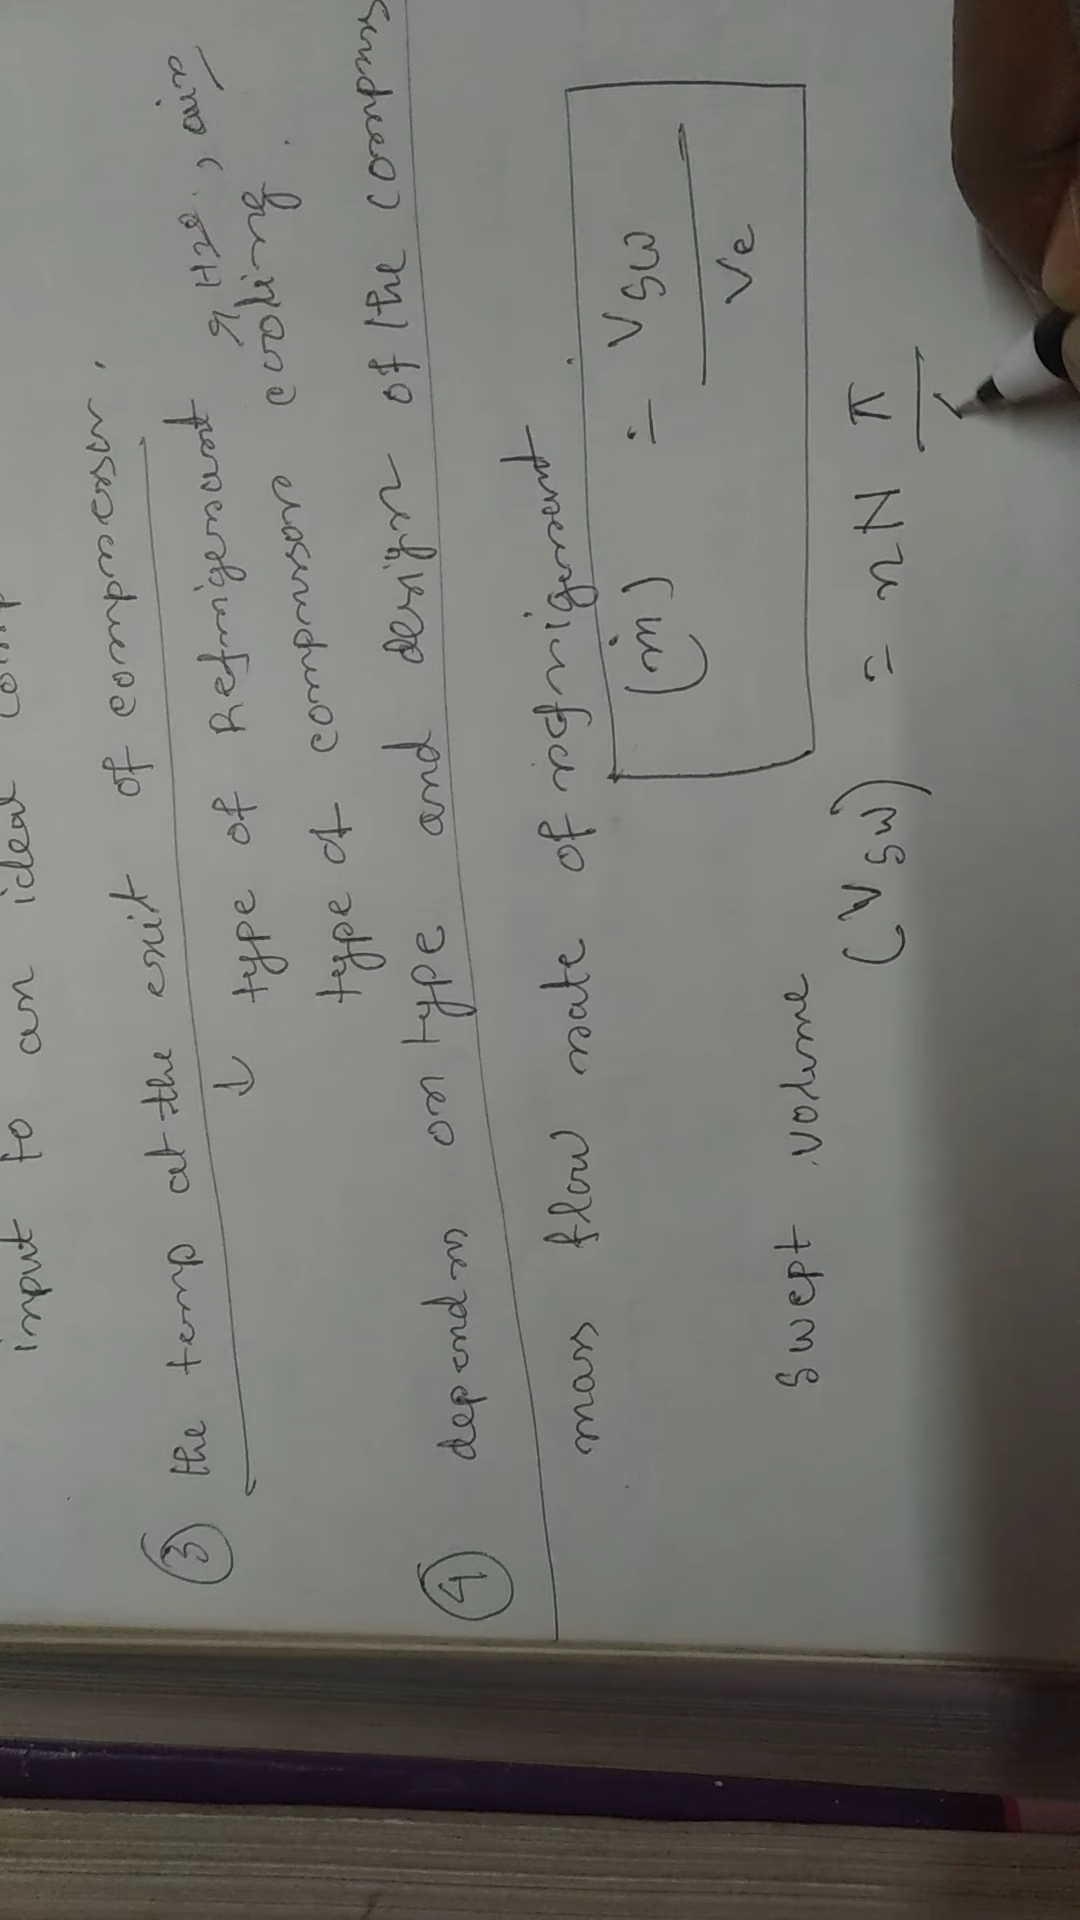 input to an ideal
③ the temp at the exit of compressor.
↳ type of Refrigerant
H2O, air
type of compressor cooling.
④ depends on type and design of the compres
mass flow rate of refrigerant
(ṁ) = VSW / Ve
Swept volume (VSW) = nN π